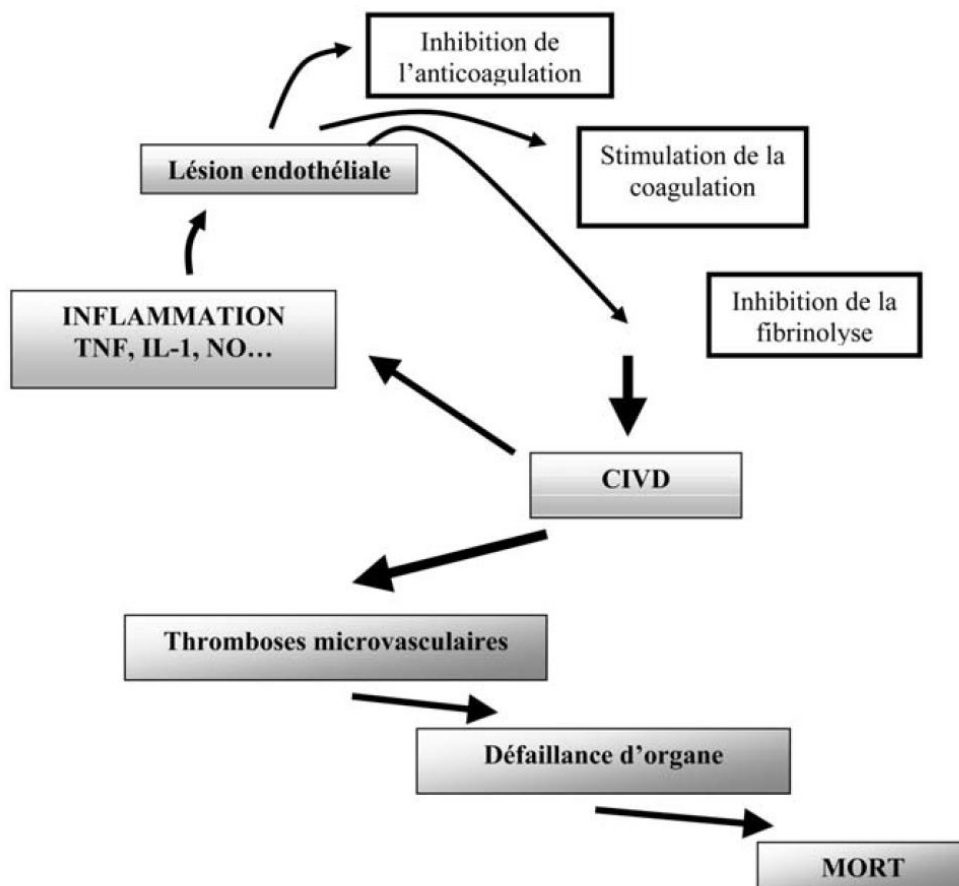 Inhibition de
l’anticoagulation
Stimulation de la
coagulation
Lésion endothéliale
INFLAMMATION
TNF, IL-1, NO…
Inhibition de la
fibrinolyse
CIVD
Thromboses microvasculaires
Défaillance d’organe
MORT